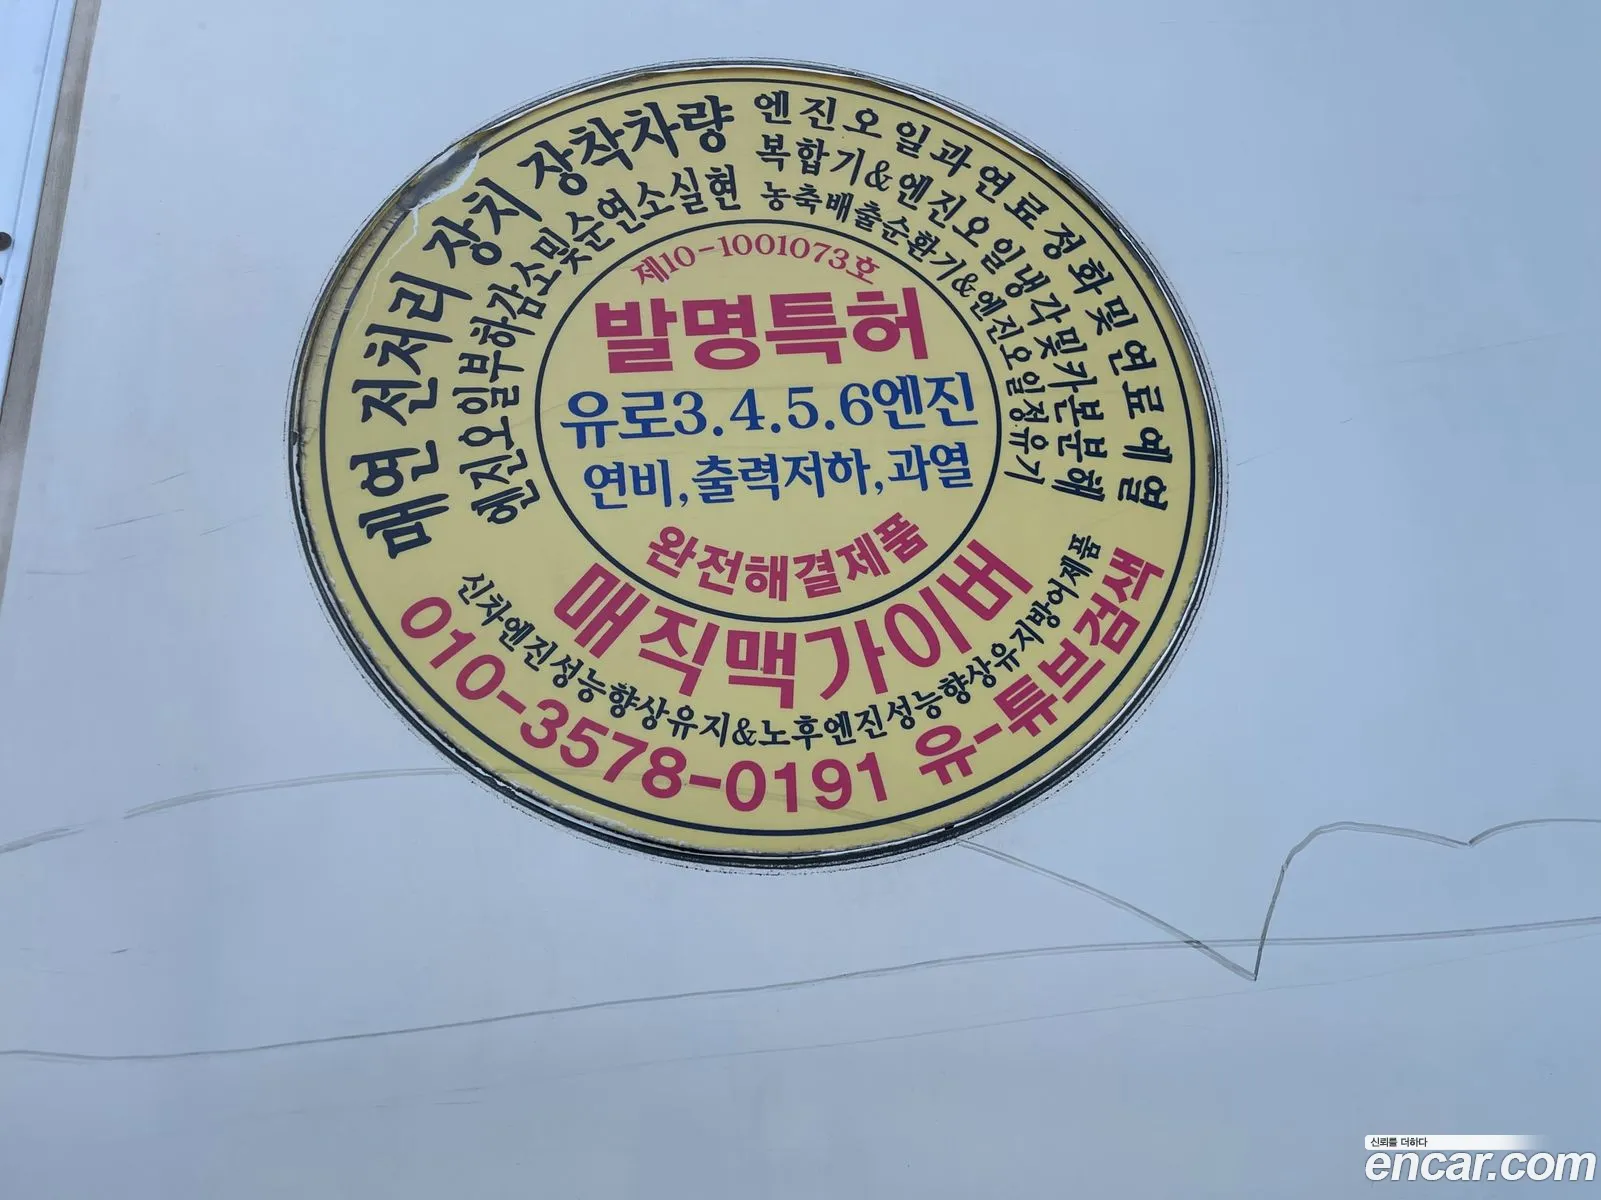 매연 전처리 장치 장착차량
엔진오일부하감소및순연소실현
엔진오일과연료정화및연료예열
복합기&엔진오일냉각및카본분해
농축배출순환기&엔진오일정유기
제10-1001073호
발명특허
유로3.4.5.6엔진
연비,출력저하,과열
완전해결제품
매직맥가이버
신차엔진성능향상유지&노후엔진성능향상유지방어제품
010-3578-0191 유-튜브검색
신뢰를 더하다
encar.com